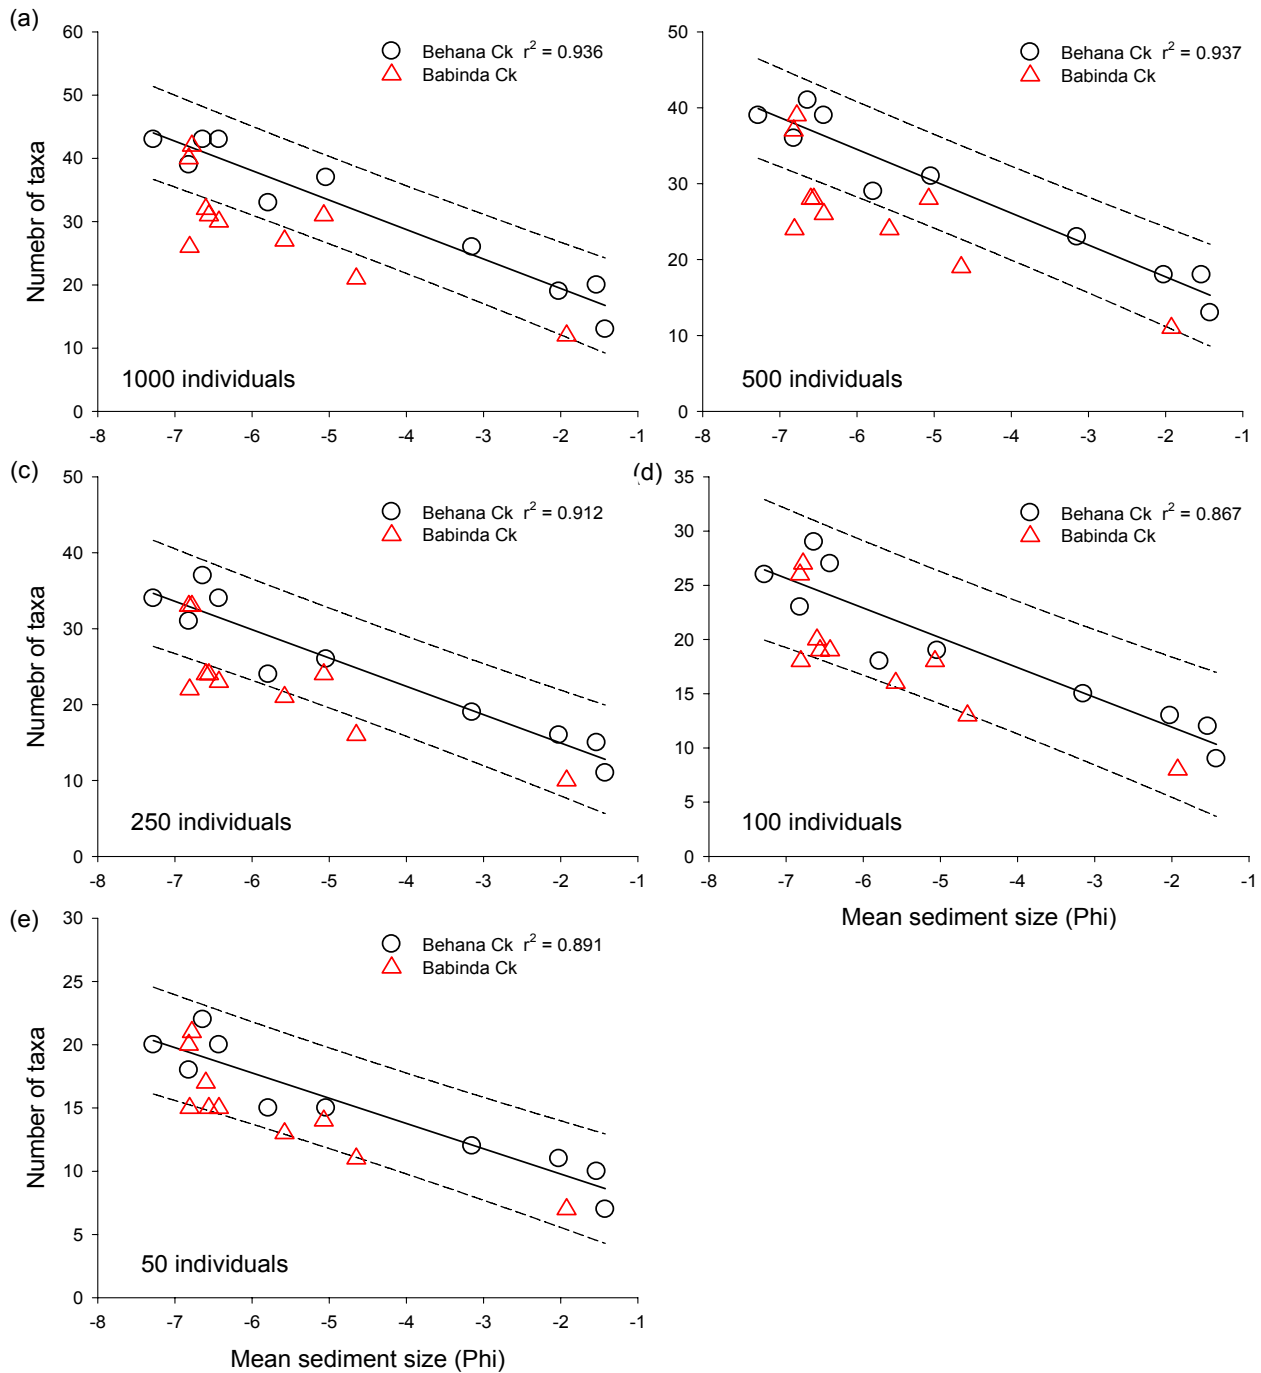 (a)
60
50
40
30
20
10
0
Numebr of taxa
Behana Ck r² = 0.936
Babinda Ck
1000 individuals
-8 -7 -6 -5 -4 -3 -2 -1
50
40
30
20
10
0
Behana Ck r² = 0.937
Babinda Ck
500 individuals
-8 -7 -6 -5 -4 -3 -2 -1
(c)
50
40
30
20
10
0
Numebr of taxa
Behana Ck r² = 0.912
Babinda Ck
250 individuals
-8 -7 -6 -5 -4 -3 -2 -1
(d)
35
30
25
20
15
10
5
0
Behana Ck r² = 0.867
Babinda Ck
100 individuals
-8 -7 -6 -5 -4 -3 -2 -1
Mean sediment size (Phi)
(e)
30
25
20
15
10
5
0
Number of taxa
Behana Ck r² = 0.891
Babinda Ck
50 individuals
-8 -7 -6 -5 -4 -3 -2 -1
Mean sediment size (Phi)